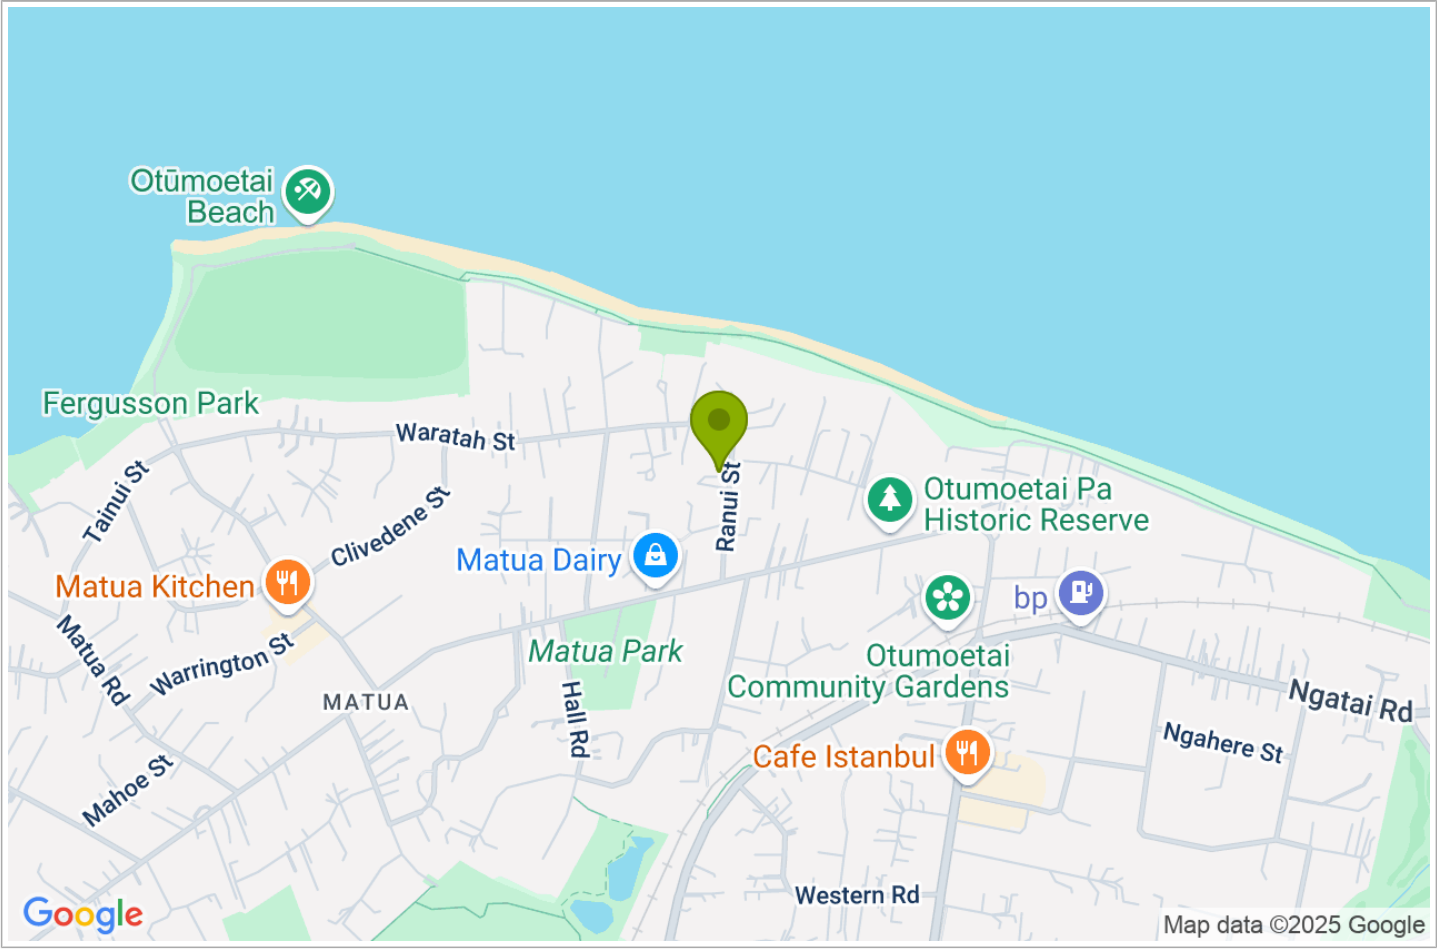 Otūmoetai
Beach
Fergusson Park
Waratah St
Tainui St
Clivedene St
Ranui St
Otumoetai Pa
Historic Reserve
Matua Dairy
Matua Kitchen
bp
Matua Park
Otumoetai
Community Gardens
Matua Rd
Warrington St
MATUA
Hall Rd
Ngatai Rd
Ngahere St
Cafe Istanbul
Mahoe St
Western Rd
Google
Map data ©2025 Google